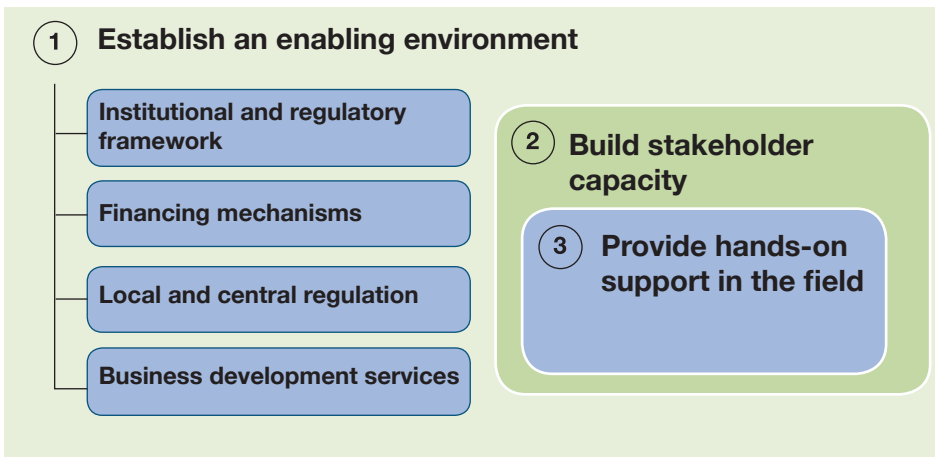 1 Establish an enabling environment
Institutional and regulatory
framework
Financing mechanisms
Local and central regulation
Business development services
2 Build stakeholder
capacity
3 Provide hands-on
support in the field